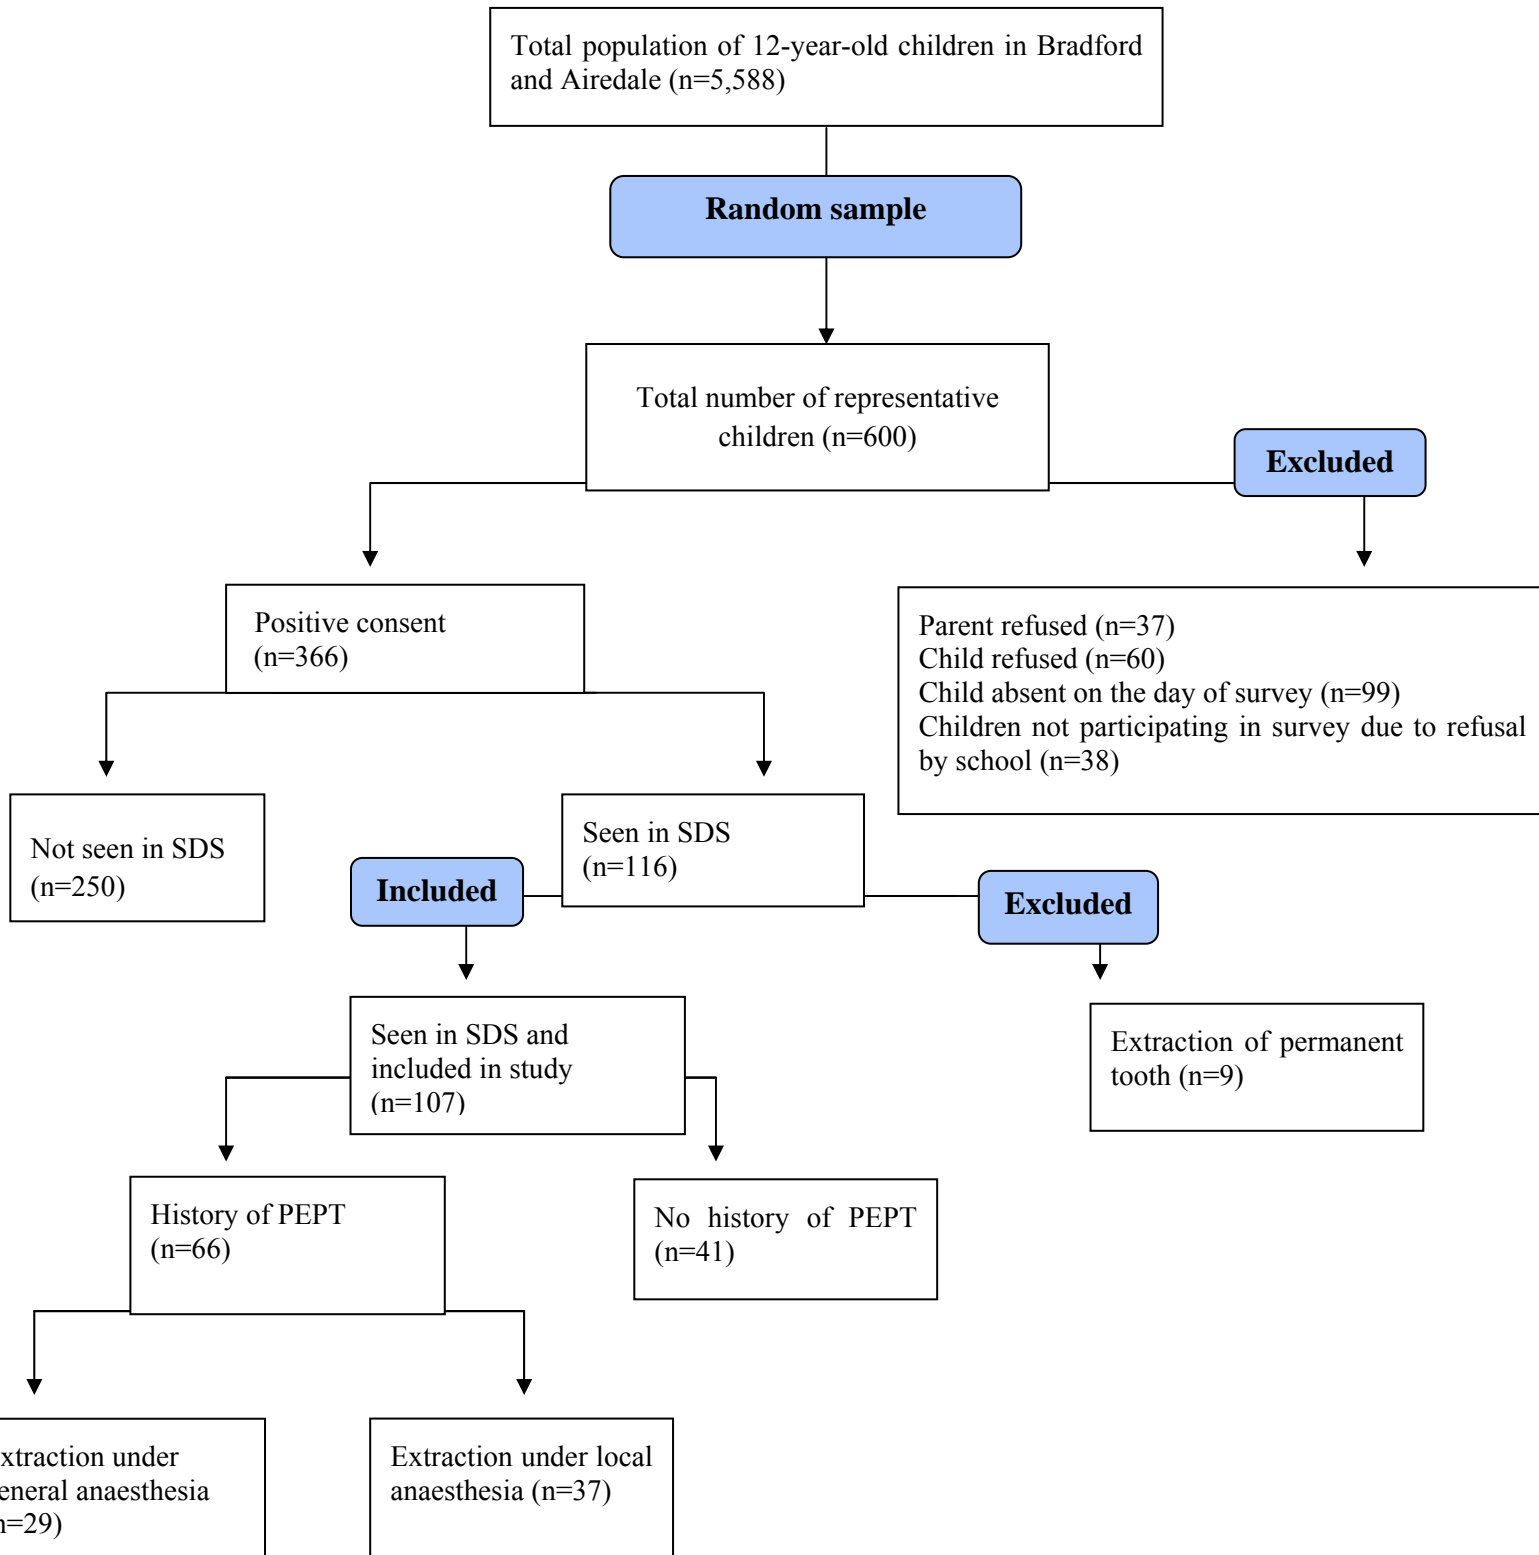 Total population of 12-year-old children in Bradford
and Airedale (n=5,588)
Random sample
Total number of representative
children (n=600)
Excluded
Positive consent
(n=366)
Parent refused (n=37)
Child refused (n=60)
Child absent on the day of survey (n=99)
Children not participating in survey due to refusal
by school (n=38)
Not seen in SDS
(n=250)
Seen in SDS
(n=116)
Included
Excluded
Seen in SDS and
included in study
(n=107)
Extraction of permanent
tooth (n=9)
History of PEPT
(n=66)
No history of PEPT
(n=41)
xtraction under
eneral anaesthesia
n=29)
Extraction under local
anaesthesia (n=37)